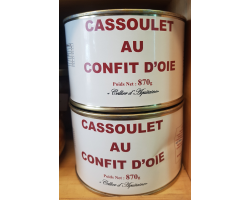 CASSOULET
AU
CONFIT D'OIE
Poids Net : 870g
CASSOULET
AU
CONFIT D'OIE
Poids Net : 870g